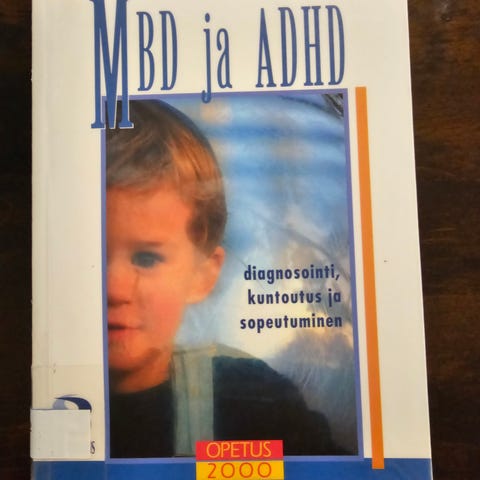 MBD ja ADHD
diagnosointi,
kuntoutus ja
sopeutuminen
OPETUS
2000